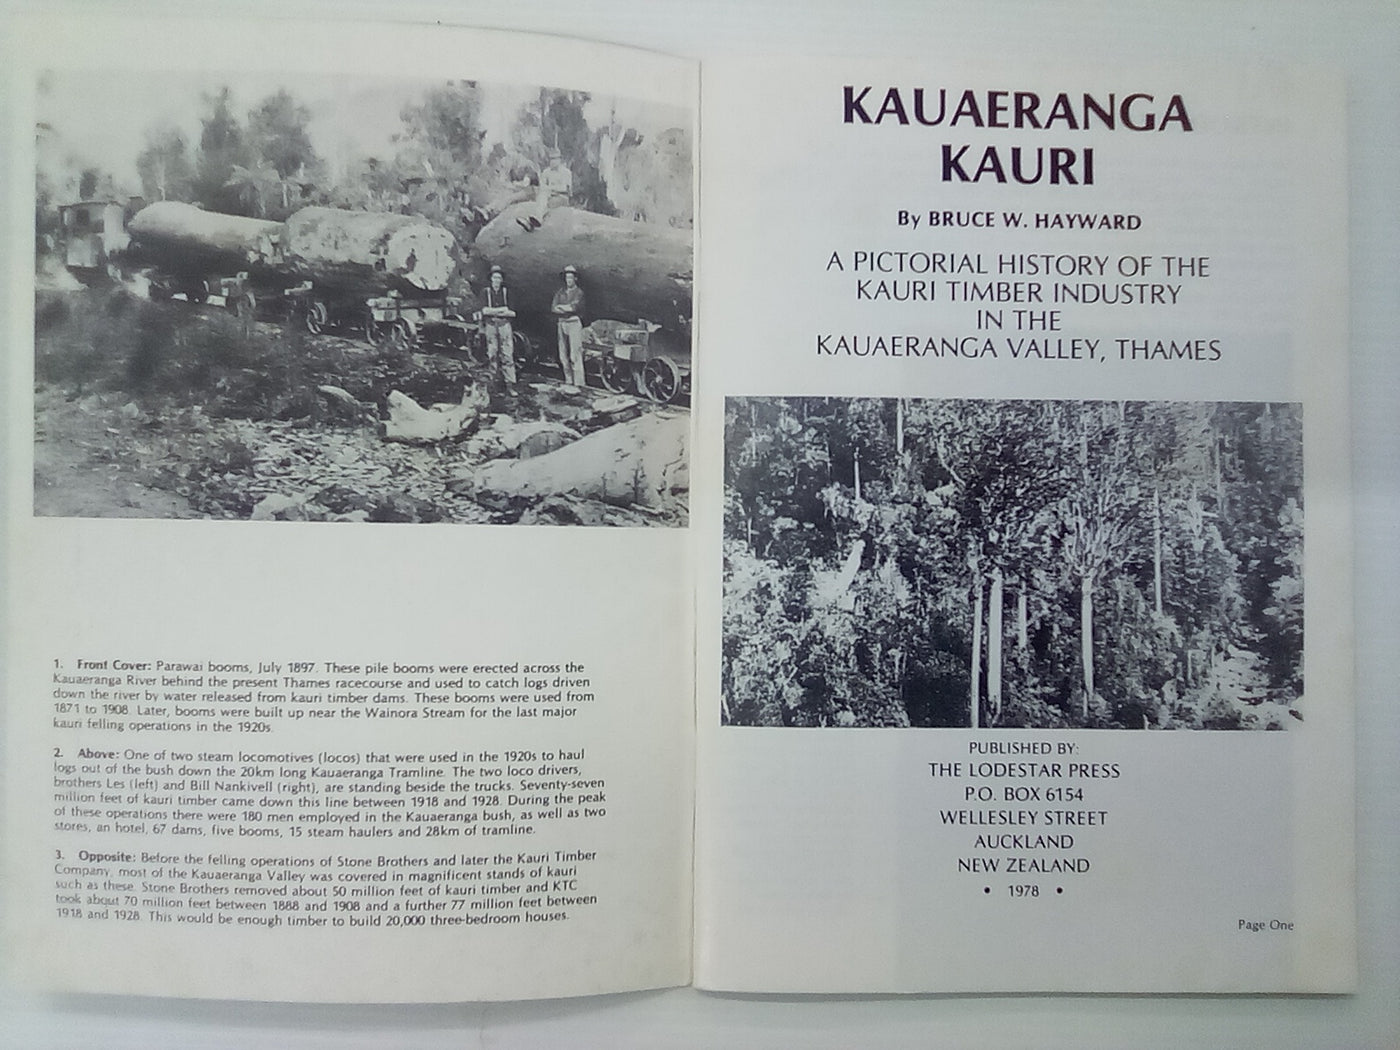 1. Front Cover: Parawai booms, July 1897. These pile booms were erected across the
Kauaeranga River behind the present Thames racecourse and used to catch logs driven
down the river by water released from kauri timber dams. These booms were used from
1871 to 1908. Later, booms were built up near the Wainora Stream for the last major
kauri felling operations in the 1920s.
2. Above: One of two steam locomotives (locos) that were used in the 1920s to haul
logs out of the bush down the 20km long Kauaeranga Tramline. The two loco drivers,
brothers Les (left) and Bill Nankivell (right), are standing beside the trucks. Seventy-seven
million feet of kauri timber came down this line between 1918 and 1928. During the peak
of these operations there were 180 men employed in the Kauaeranga bush, as well as two
stores, an hotel, 67 dams, five booms, 15 steam haulers and 28km of tramline.
3. Opposite: Before the felling operations of Stone Brothers and later the Kauri Timber
Company, most of the Kauaeranga Valley was covered in magnificent stands of kauri
such as these. Stone Brothers removed about 50 million feet of kauri timber and KTC
took about 70 million feet between 1888 and 1908 and a further 77 million feet between
1918 and 1928. This would be enough timber to build 20,000 three-bedroom houses.
KAUAERANGA
KAURI
By BRUCE W. HAYWARD
A PICTORIAL HISTORY OF THE
KAURI TIMBER INDUSTRY
IN THE
KAUAERANGA VALLEY, THAMES
PUBLISHED BY:
THE LODESTAR PRESS
P.O. BOX 6154
WELLESLEY STREET
AUCKLAND
NEW ZEALAND
• 1978 •
Page One